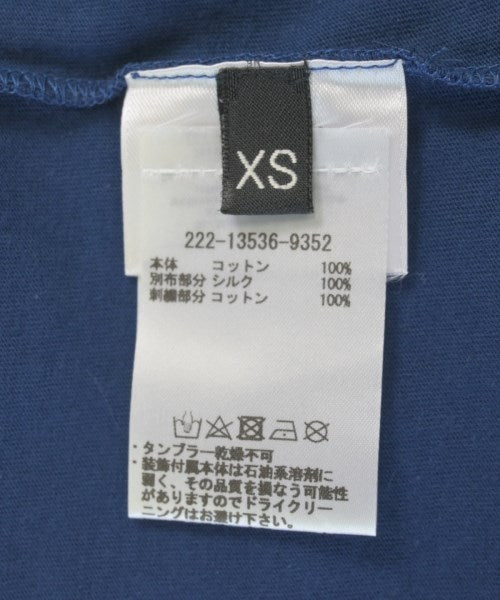 XS
222-13536-9352
本体 コットン 100%
別布部分 シルク 100%
刺繍部分 コットン 100%
・タンブラー乾燥不可
・装飾付属本体は石油系溶剤に
弱く、その品質を損なう可能性
がありますのでドライクリー
ニングはお避け下さい。